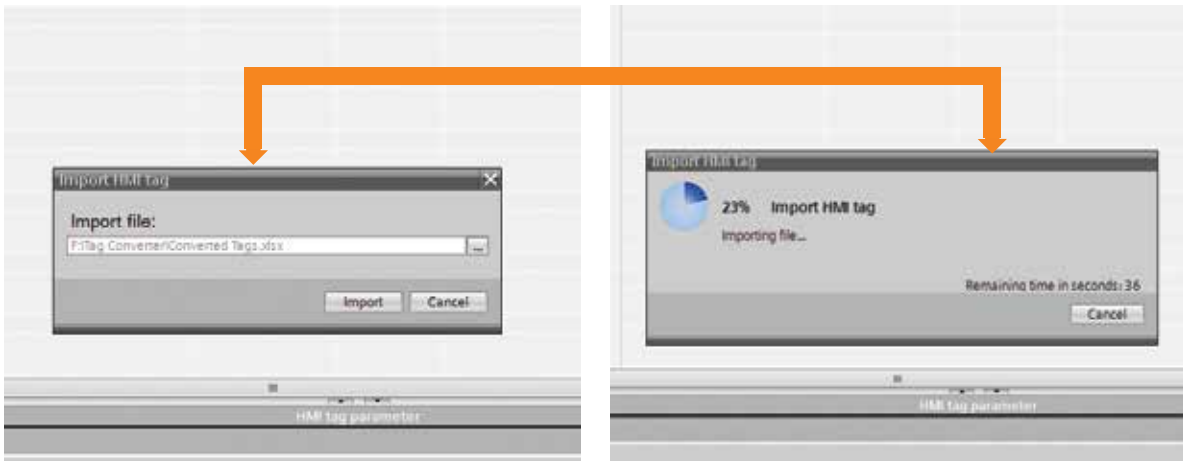 Import HMI tag
Import file:
F:\Tag Converter\Converted Tags.xlsx
...
Import
Cancel
HMI tag parameter
Import HMI tag
23% Import HMI tag
Importing file...
Remaining time in seconds: 36
Cancel
HMI tag parameter